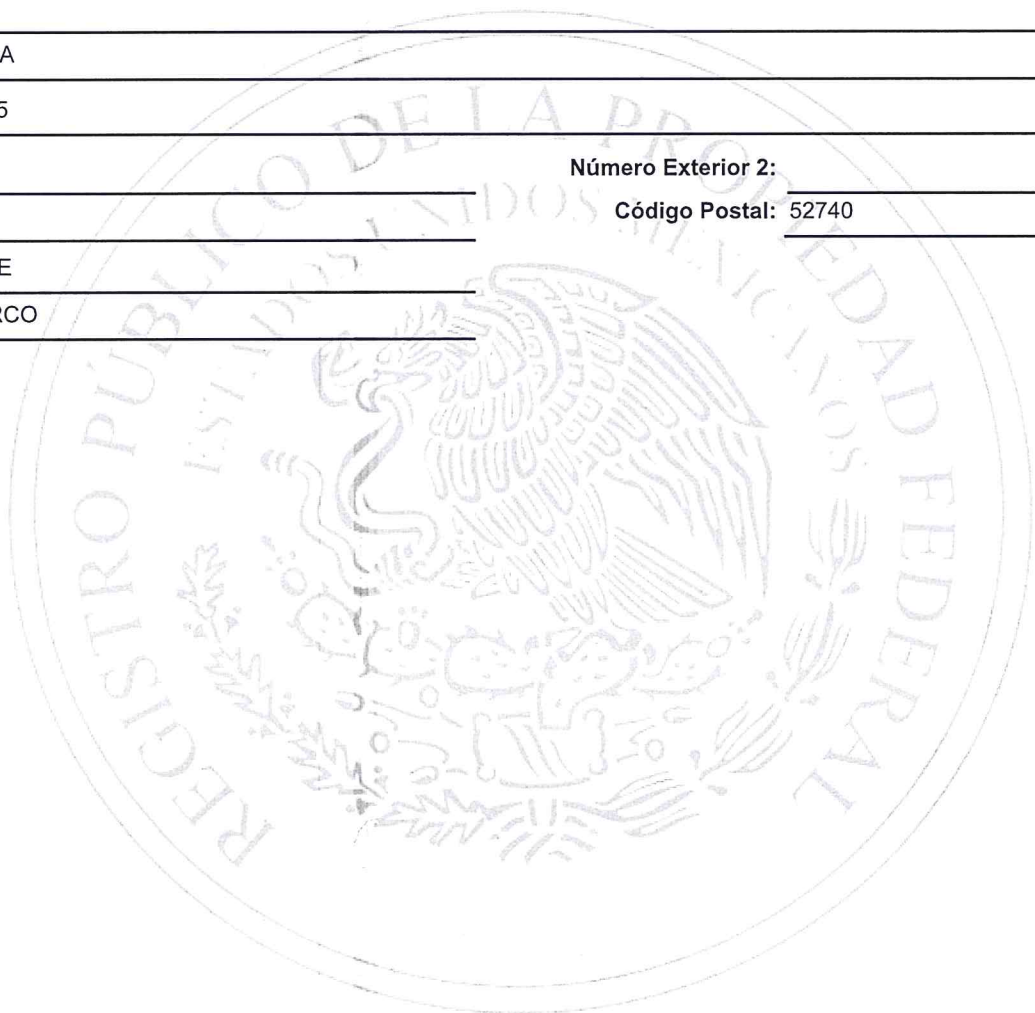 A
5
Número Exterior 2:
Código Postal: 52740
E
RCO
REGISTRO PÚBLICO DE LA PROPIEDAD FEDERAL
ESTADOS UNIDOS MEXICANOS